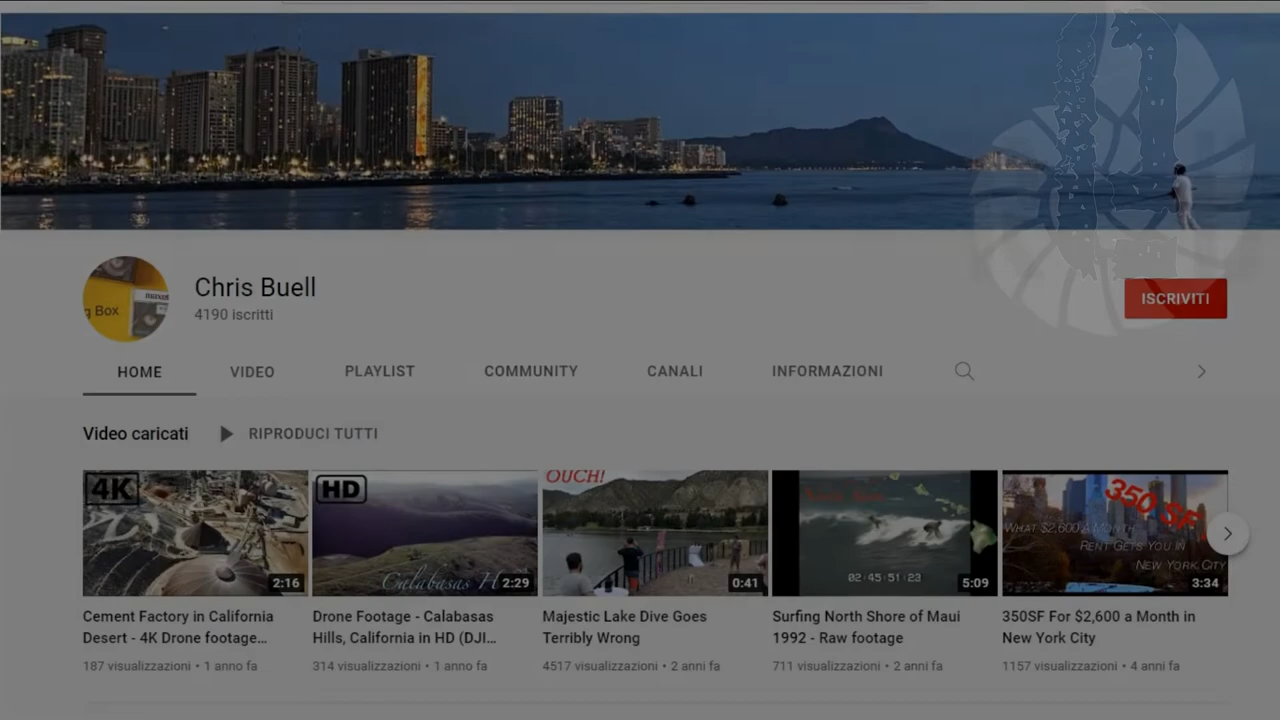 Chris Buell
4190 iscritti
ISCRIVITI
g Box
maxell
HOME VIDEO PLAYLIST COMMUNITY CANALI INFORMAZIONI
Video caricati RIPRODUCI TUTTI
4K
2:16
HD
Calabasas H
2:29
OUCH!
0:41
02:45:51:23
5:09
350 SF
WHAT $2,600 A MONTH
RENT GETS YOU IN
NEW YORK CITY
3:34
Cement Factory in California
Desert - 4K Drone footage...
187 visualizzazioni • 1 anno fa
Drone Footage - Calabasas
Hills, California in HD (DJI...
314 visualizzazioni • 1 anno fa
Majestic Lake Dive Goes
Terribly Wrong
4517 visualizzazioni • 2 anni fa
Surfing North Shore of Maui
1992 - Raw footage
711 visualizzazioni • 2 anni fa
350SF For $2,600 a Month in
New York City
1157 visualizzazioni • 4 anni fa